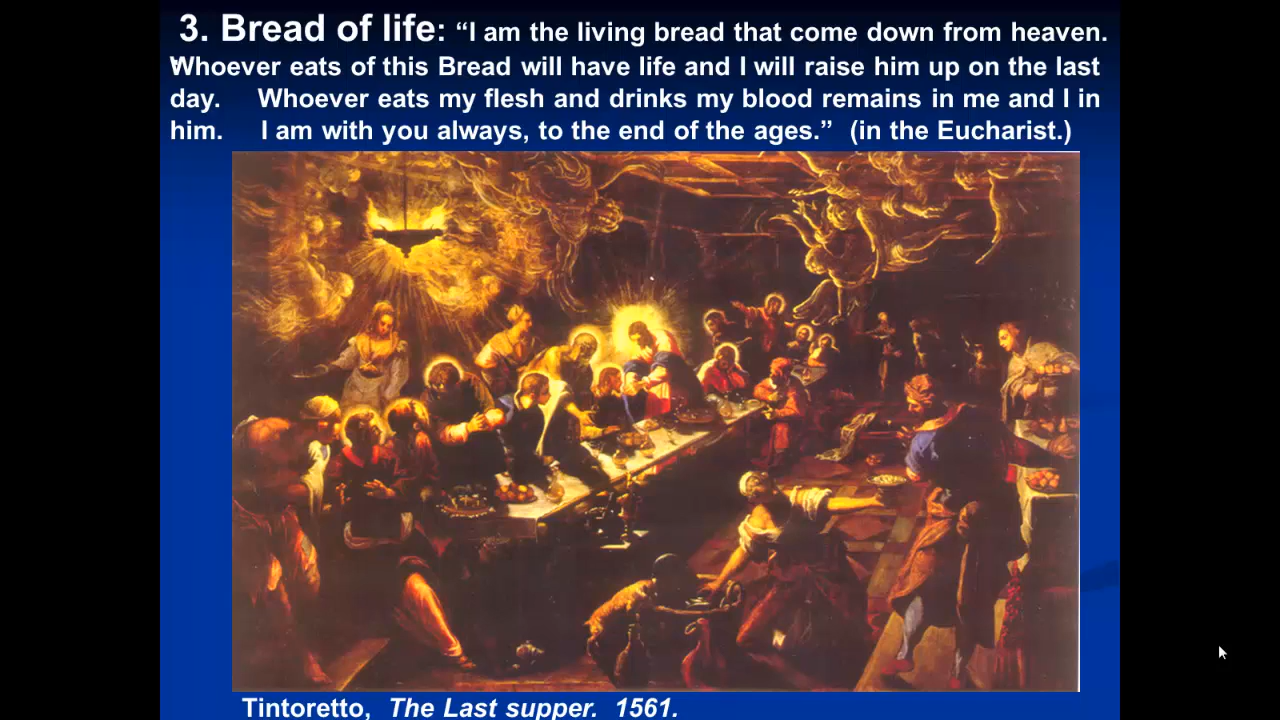 3. Bread of life: “I am the living bread that come down from heaven.
Whoever eats of this Bread will have life and I will raise him up on the last
day. Whoever eats my flesh and drinks my blood remains in me and I in
him. I am with you always, to the end of the ages.” (in the Eucharist.)
Tintoretto, The Last supper. 1561.